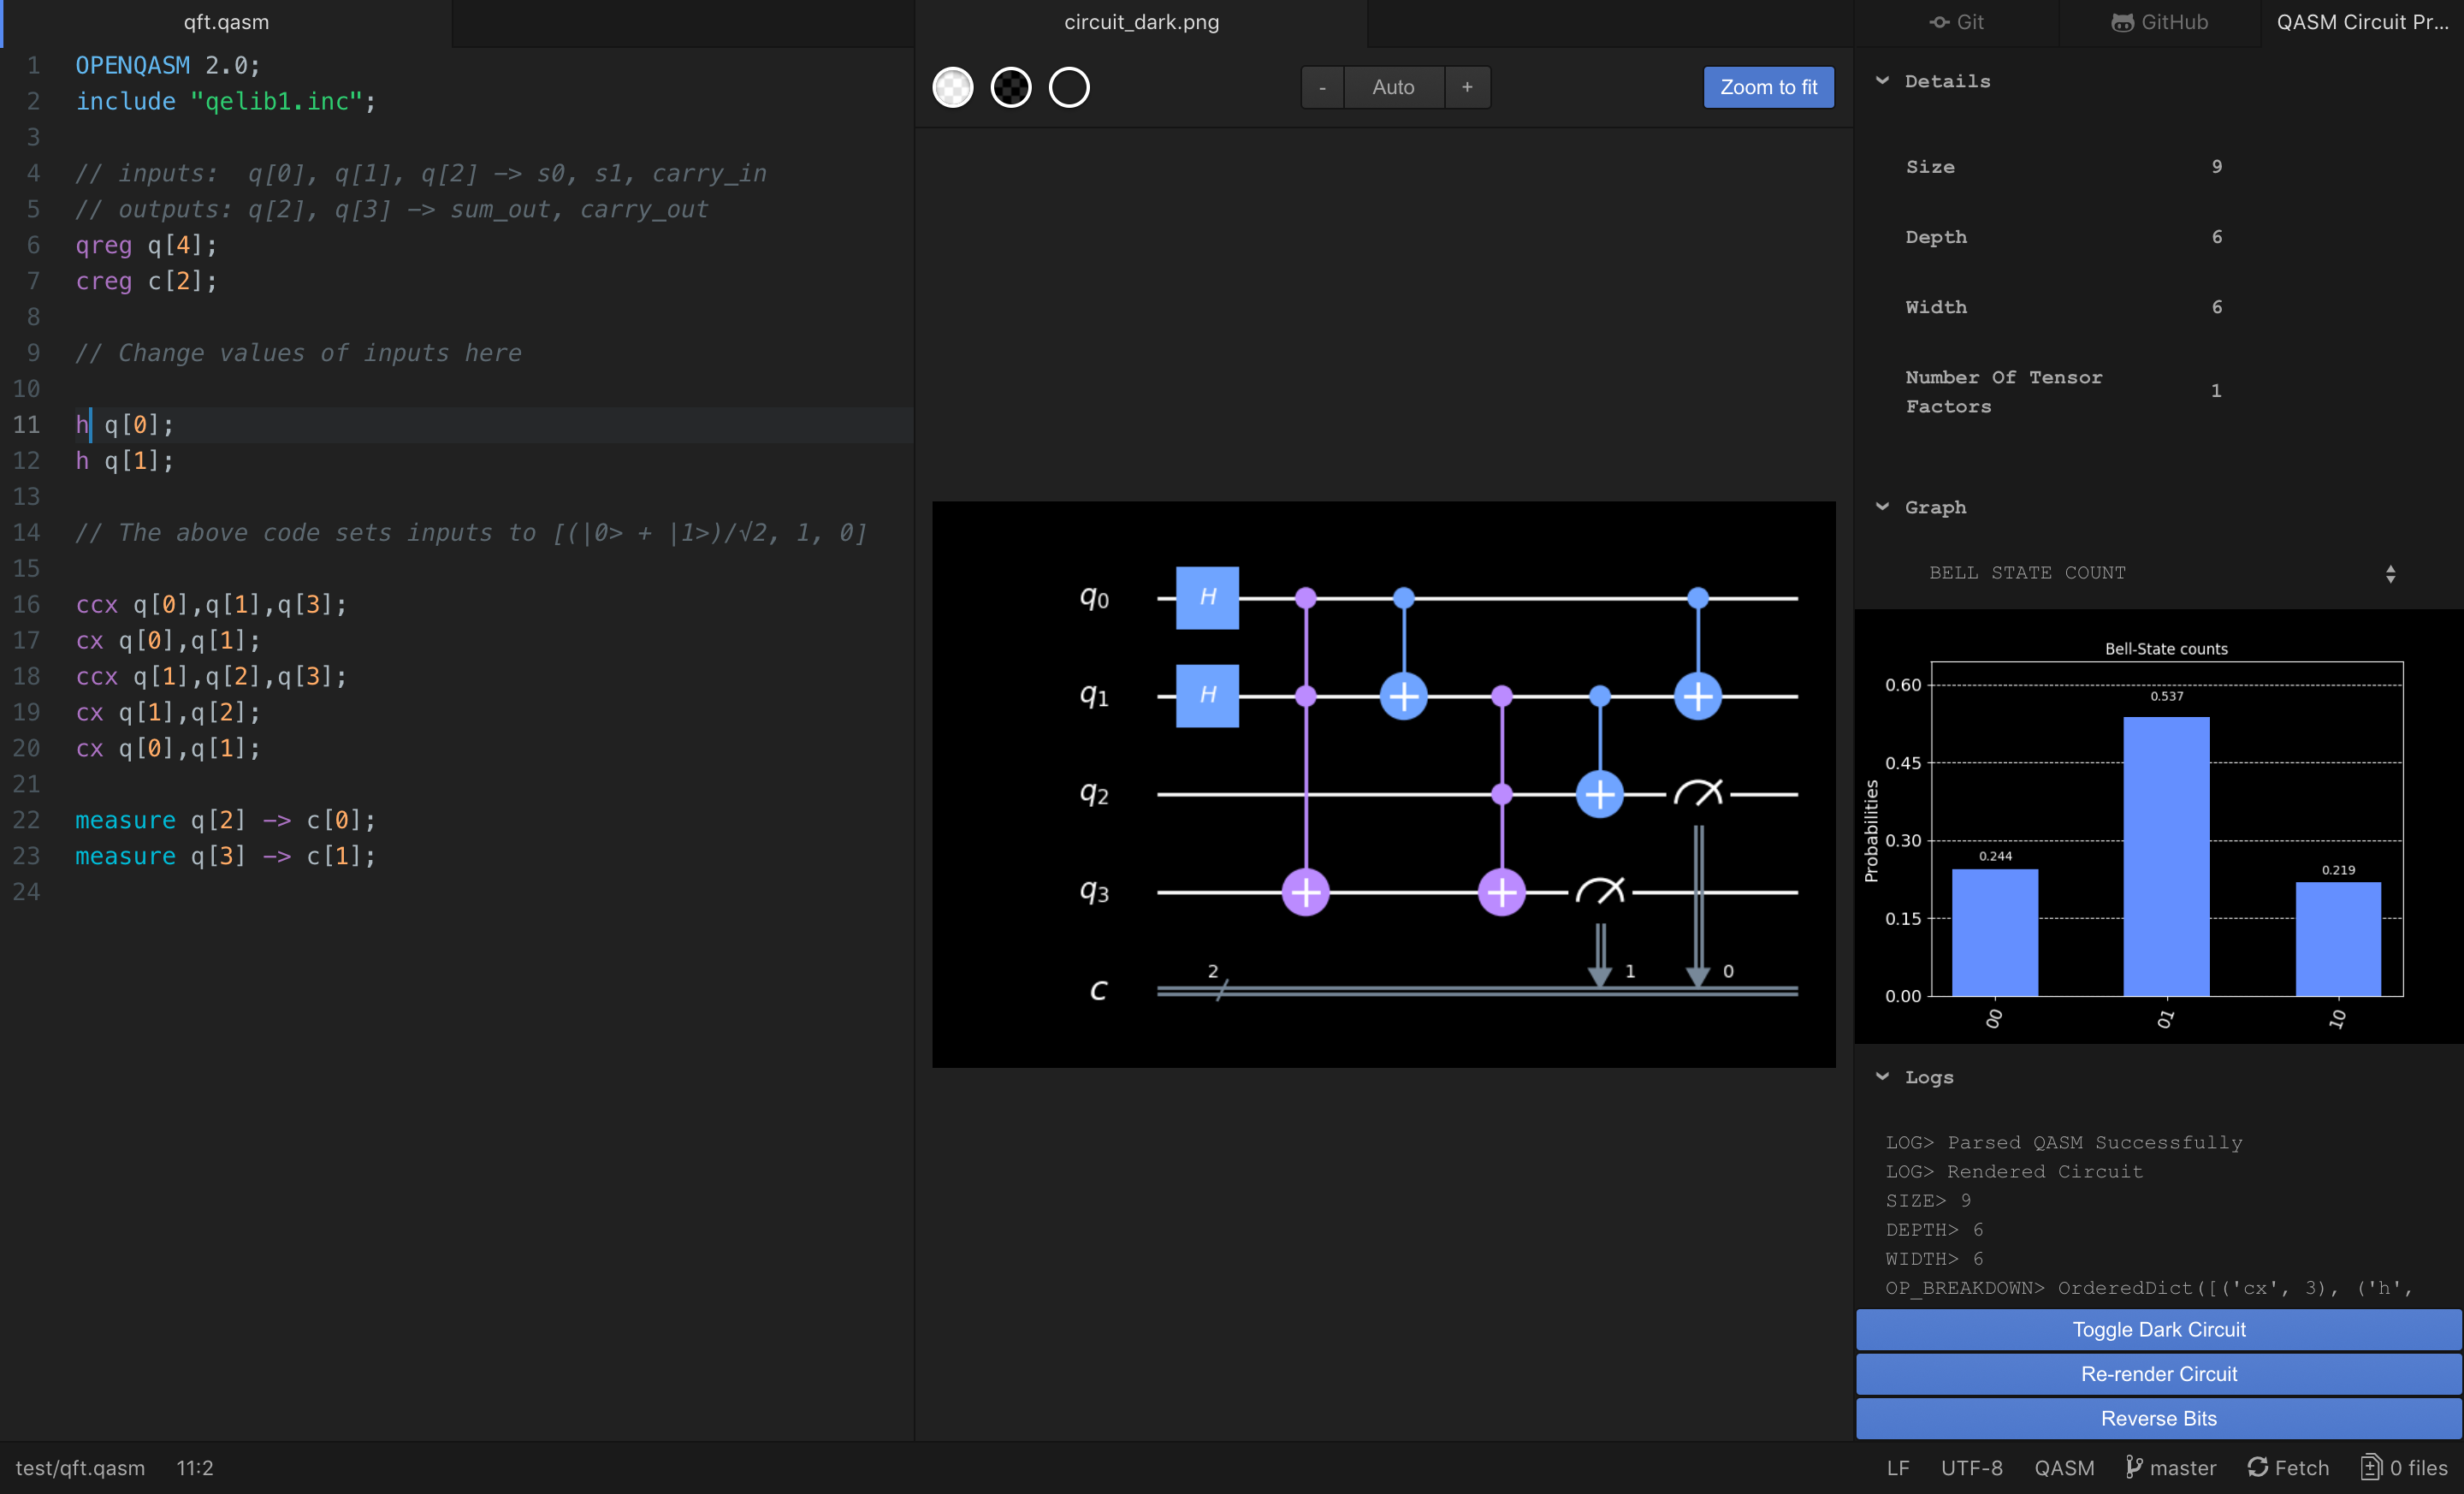 qft.qasm
1 OPENQASM 2.0;
2 include "qelib1.inc";
3
4 // inputs:  q[0], q[1], q[2] -> s0, s1, carry_in
5 // outputs: q[2], q[3] -> sum_out, carry_out
6 qreg q[4];
7 creg c[2];
8
9 // Change values of inputs here
10
11 h q[0];
12 h q[1];
13
14 // The above code sets inputs to [(|0> + |1>)/√2, 1, 0]
15
16 ccx q[0],q[1],q[3];
17 cx q[0],q[1];
18 ccx q[1],q[2],q[3];
19 cx q[1],q[2];
20 cx q[0],q[1];
21
22 measure q[2] -> c[0];
23 measure q[3] -> c[1];
24
circuit_dark.png
- Auto +
Zoom to fit
q0 H
q1 H
q2
q3
c 2 1 0
Git
GitHub
QASM Circuit Pr...
Details
Size 9
Depth 6
Width 6
Number Of Tensor
Factors 1
Graph
BELL STATE COUNT
Bell-State counts
Probabilities
0.60
0.45
0.30
0.15
0.00
0.244
0.537
0.219
00
01
10
Logs
LOG> Parsed QASM Successfully
LOG> Rendered Circuit
SIZE> 9
DEPTH> 6
WIDTH> 6
OP_BREAKDOWN> OrderedDict([('cx', 3), ('h',
Toggle Dark Circuit
Re-render Circuit
Reverse Bits
test/qft.qasm 11:2
LF UTF-8 QASM master Fetch 0 files